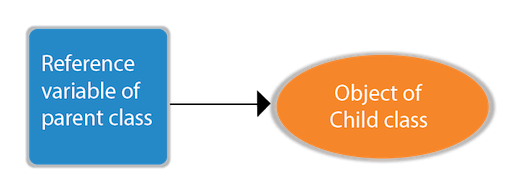 Reference
variable of
parent class
Object of
Child class